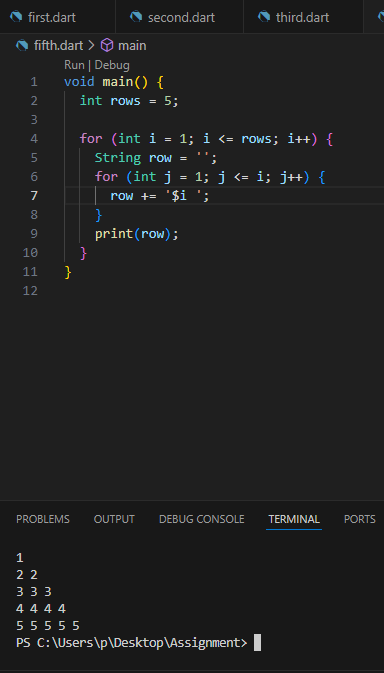 first.dart second.dart third.dart
fifth.dart > main
Run | Debug
1 void main() {
2   int rows = 5;
3
4   for (int i = 1; i <= rows; i++) {
5     String row = '';
6     for (int j = 1; j <= i; j++) {
7       row += '$i ';
8     }
9     print(row);
10   }
11 }
12
PROBLEMS OUTPUT DEBUG CONSOLE TERMINAL PORTS
1
2 2
3 3 3
4 4 4 4
5 5 5 5 5
PS C:\Users\p\Desktop\Assignment>